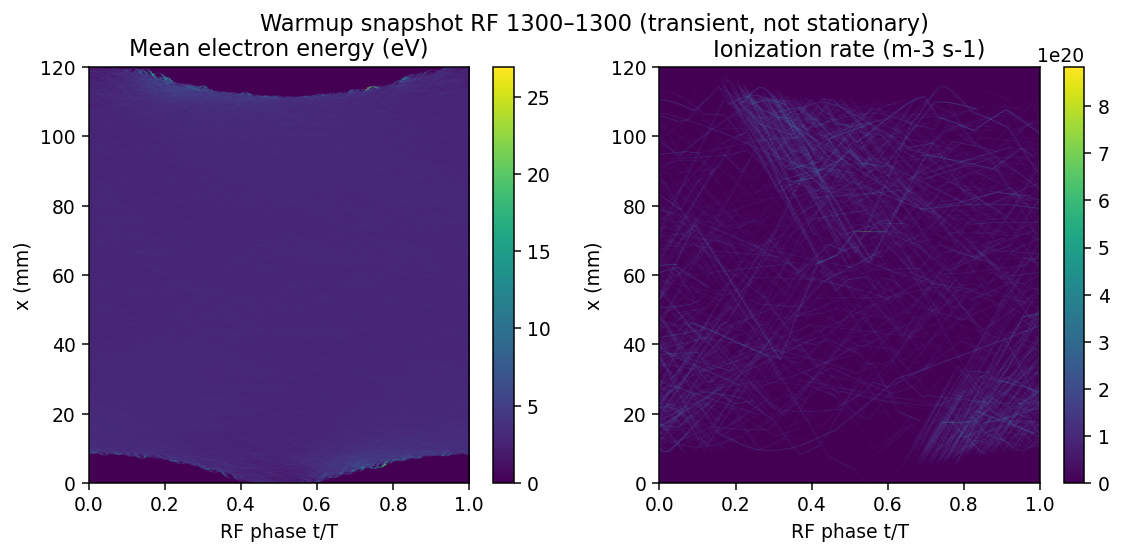 Warmup snapshot RF 1300–1300 (transient, not stationary)
Mean electron energy (eV)
120
100
80
60
40
20
0
x (mm)
0.0 0.2 0.4 0.6 0.8 1.0
RF phase t/T
25
20
15
10
5
0
Ionization rate (m-3 s-1)
1e20
120
100
80
60
40
20
0
x (mm)
0.0 0.2 0.4 0.6 0.8 1.0
RF phase t/T
8
7
6
5
4
3
2
1
0